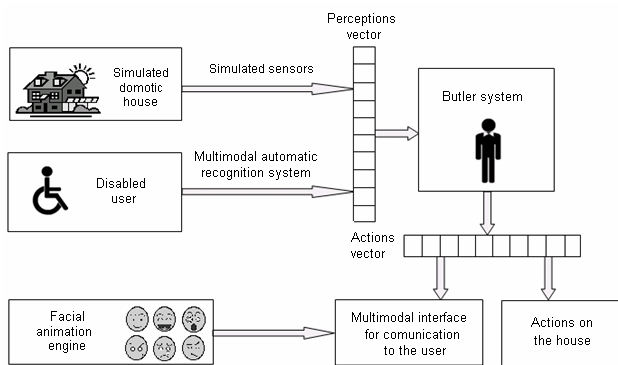 Perceptions
vector
Simulated
domotic
house
Simulated sensors
Butler system
Multimodal automatic
recognition system
Disabled
user
Actions
vector
Facial
animation
engine
Multimodal interface
for comunication
to the user
Actions on
the house